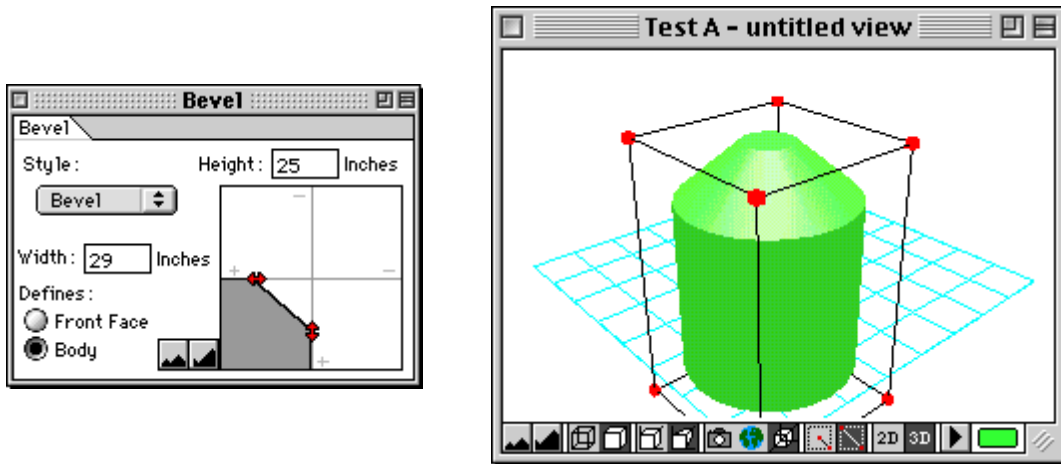 Bevel
Bevel
Style:
Height: 25 Inches
Bevel
Width: 29 Inches
Defines:
Front Face
Body
Test A - untitled view
2D 3D